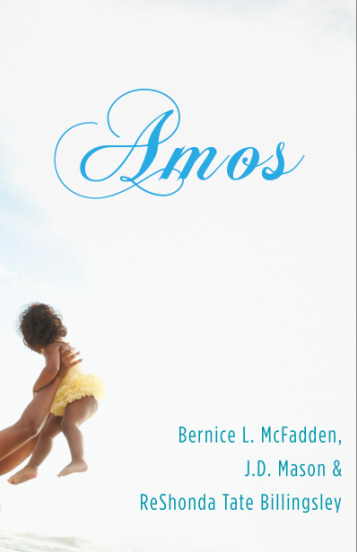 Amos
Bernice L. McFadden,
J.D. Mason &
ReShonda Tate Billingsley